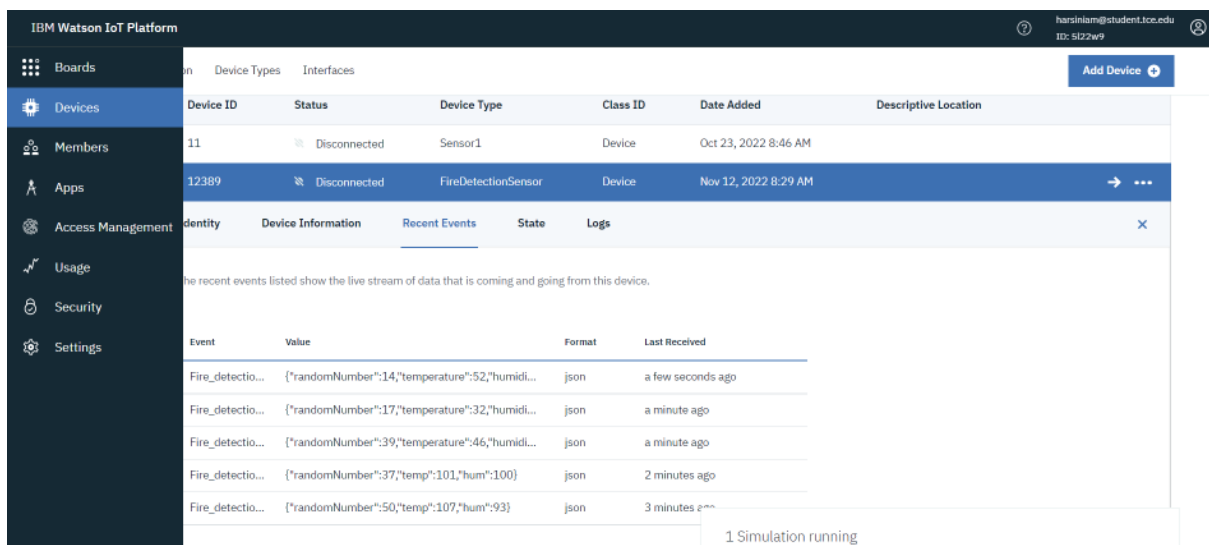 IBM Watson IoT Platform
harsiniam@student.tce.edu
ID: 5l22w9
Boards
Devices
Members
Apps
Access Management
Usage
Security
Settings
on Device Types Interfaces
Add Device
Device ID Status Device Type Class ID Date Added Descriptive Location
11 Disconnected Sensor1 Device Oct 23, 2022 8:46 AM
12389 Disconnected FireDetectionSensor Device Nov 12, 2022 8:29 AM
dentity Device Information Recent Events State Logs
he recent events listed show the live stream of data that is coming and going from this device.
Event Value Format Last Received
Fire_detectio... {"randomNumber":14,"temperature":52,"humidi... json a few seconds ago
Fire_detectio... {"randomNumber":17,"temperature":32,"humidi... json a minute ago
Fire_detectio... {"randomNumber":39,"temperature":46,"humidi... json a minute ago
Fire_detectio... {"randomNumber":37,"temp":101,"hum":100} json 2 minutes ago
Fire_detectio... {"randomNumber":50,"temp":107,"hum":93} json 3 minutes ago
1 Simulation running